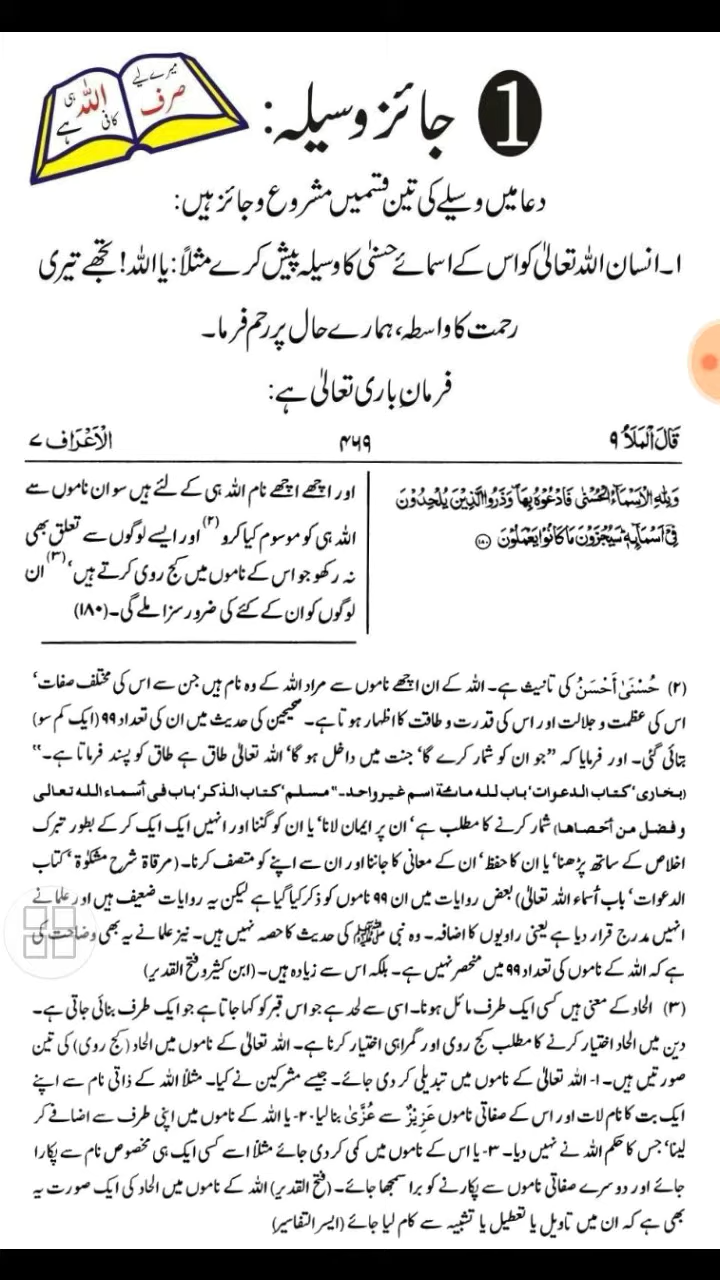 میرے لیے
صرف
اللہ ہی
کافی ہے
1 جائز وسیلہ:
دعا میں وسیلے کی تین قسمیں مشروع و جائز ہیں:
۱۔ انسان اللہ تعالیٰ کو اس کے اسمائے حسنیٰ کا وسیلہ پیش کرے مثلاً: یا اللہ! تجھے تیری
رحمت کا واسطہ، ہمارے حال پر رحم فرما۔
فرمانِ باری تعالیٰ ہے:
قَالَ الْمَلَاُ ۹ ۴۶۹ الْاَعْرَاف ۷
وَلِلّٰهِ الْاَسْمَآءُ الْحُسْنٰى فَادْعُوْهُ بِهَا ۪ وَذَرُوا الَّذِيْنَ يُلْحِدُوْنَ
فِيْٓ اَسْمَآىِٕهٖ ؕ سَيُجْزَوْنَ مَا كَانُوْا يَعْمَلُوْنَ ﴿۱۸۰﴾
اور اچھے اچھے نام اللہ ہی کے لئے ہیں سو ان ناموں سے
اللہ ہی کو موسوم کیا کرو (۲) اور ایسے لوگوں سے تعلق بھی
نہ رکھو جو اس کے ناموں میں کج روی کرتے ہیں،(۳) ان
لوگوں کو ان کے کئے کی ضرور سزا ملے گی۔(۱۸۰)
(۲) حُسْنَىٰ أَحْسَنُ کی تانیث ہے۔ اللہ کے ان اچھے ناموں سے مراد اللہ کے وہ نام ہیں جن سے اس کی مختلف صفات،
اس کی عظمت و جلالت اور اس کی قدرت و طاقت کا اظہار ہوتا ہے۔ صحیحین کی حدیث میں ان کی تعداد ۹۹ (ایک کم سو)
بتائی گئی۔ اور فرمایا کہ ”جو ان کو شمار کرے گا، جنت میں داخل ہو گا، اللہ تعالیٰ طاق ہے طاق کو پسند فرماتا ہے۔“
(بخاری، کتاب الدعوات، باب لله مائة اسم غير واحد۔“ مسلم، کتاب الذکر، باب فی أسماء الله تعالى
و فضل من أحصاها) شمار کرنے کا مطلب ہے، ان پر ایمان لانا، یا ان کو گننا اور انہیں ایک ایک کر کے بطور تبرک
اخلاص کے ساتھ پڑھنا، یا ان کا حفظ، ان کے معانی کا جاننا اور ان سے اپنے کو متصف کرنا۔ (مرقاۃ شرح مشکوٰۃ، کتاب
الدعوات، باب أسماء الله تعالی) بعض روایات میں ان ۹۹ ناموں کو ذکر کیا گیا ہے لیکن یہ روایات ضعیف ہیں اور علما نے
انہیں مدرج قرار دیا ہے یعنی راویوں کا اضافہ۔ وہ نبی ﷺ کی حدیث کا حصہ نہیں ہیں۔ نیز علما نے یہ بھی وضاحت کی
ہے کہ اللہ کے ناموں کی تعداد ۹۹ میں منحصر نہیں ہے۔ بلکہ اس سے زیادہ ہیں۔ (ابن کثیر و فتح القدیر)
(۳) الحاد کے معنی ہیں کسی ایک طرف مائل ہونا۔ اسی سے لحد ہے جو اس قبر کو کہا جاتا ہے جو ایک طرف بنائی جاتی ہے۔
دین میں الحاد اختیار کرنے کا مطلب کج روی اور گمراہی اختیار کرنا ہے۔ اللہ تعالیٰ کے ناموں میں الحاد (کج روی) کی تین
صورتیں ہیں۔ ۱- اللہ تعالیٰ کے ناموں میں تبدیلی کر دی جائے۔ جیسے مشرکین نے کیا۔ مثلاً اللہ کے ذاتی نام سے اپنے
ایک بت کا نام لات اور اس کے صفاتی ناموں عَزِيزٌ سے عُزَّىٰ بنا لیا۔ ۲- یا اللہ کے ناموں میں اپنی طرف سے اضافے کر
لینا، جس کا حکم اللہ نے نہیں دیا۔ ۳- یا اس کے ناموں میں کمی کر دی جائے مثلاً اسے کسی ایک ہی مخصوص نام سے پکارا
جائے اور دوسرے صفاتی ناموں سے پکارنے کو برا سمجھا جائے۔ (فتح القدیر) اللہ کے ناموں میں الحاد کی ایک صورت یہ
بھی ہے کہ ان میں تاویل یا تعطیل یا تشبیہ سے کام لیا جائے (ایسر التفاسیر)